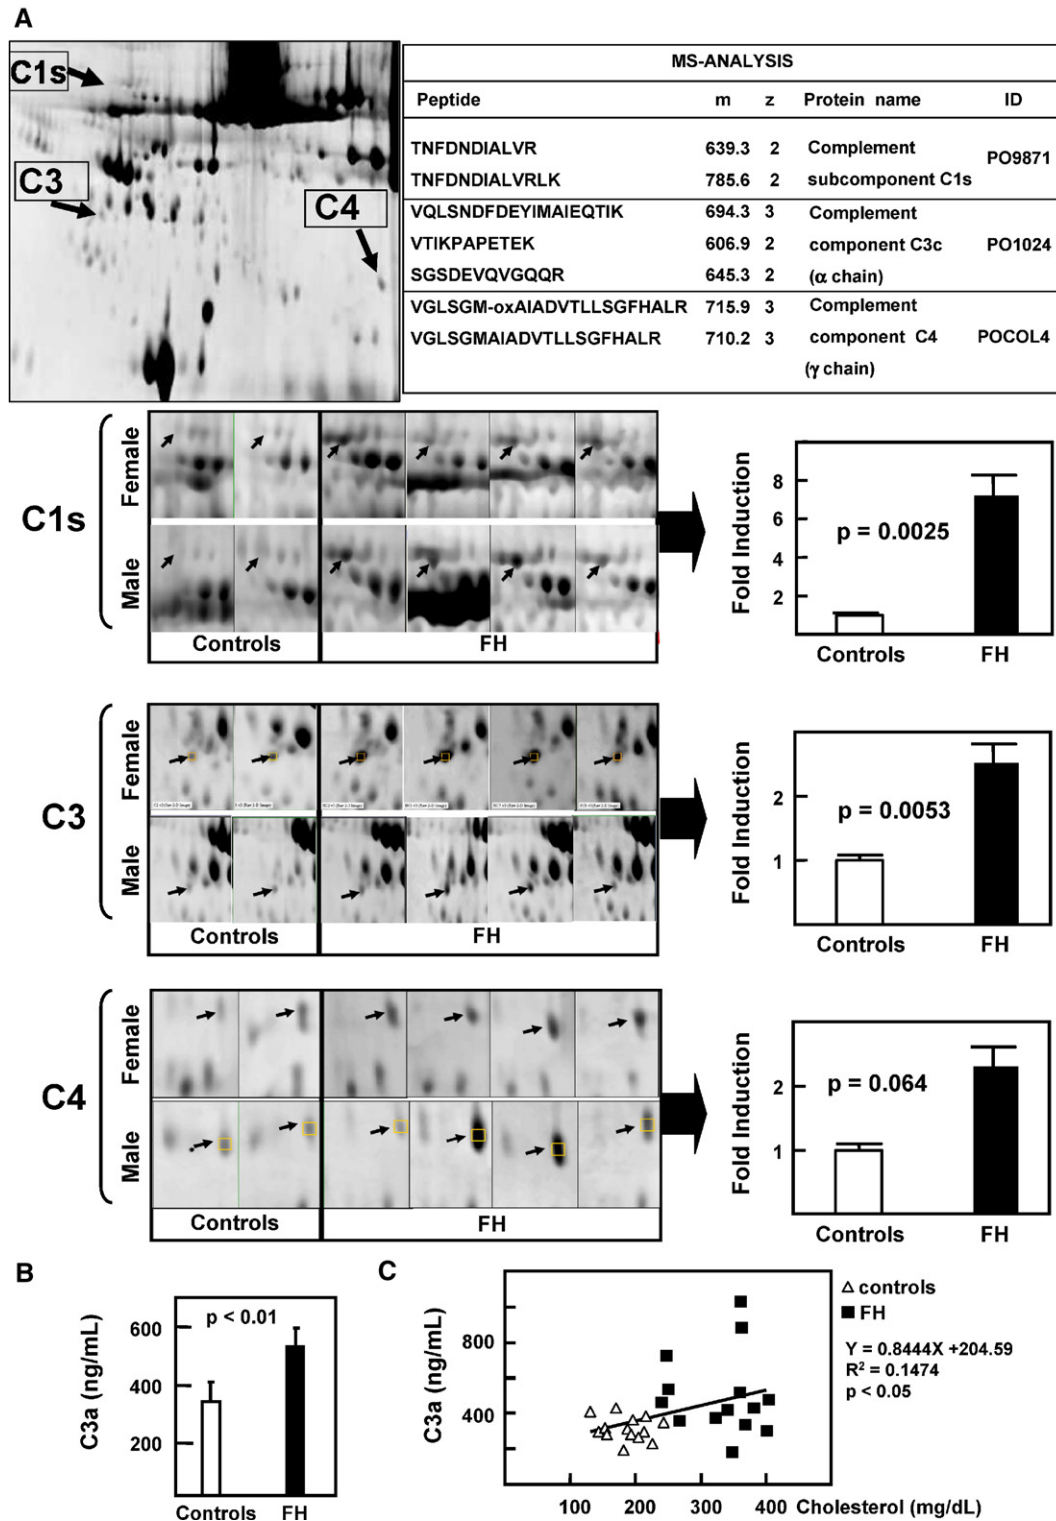 A
C1s
C3
C4
MS-ANALYSIS
Peptide m z Protein name ID
TNFDNDIALVR 639.3 2 Complement
PO9871
TNFDNDIALVRLK 785.6 2 subcomponent C1s
VQLSNDFDEYIMAIEQTIK 694.3 3 Complement
VTIKPAPETEK 606.9 2 component C3c PO1024
SGSDEVQVGQQR 645.3 2 (α chain)
VGLSGM-oxAIADVTLLSGFHALR 715.9 3 Complement
VGLSGMAIADVTLLSGFHALR 710.2 3 component C4 POCOL4
(γ chain)
C1s
Female
Male
Controls FH
Fold Induction
8
6
4
2
p = 0.0025
Controls FH
C3
Female
Male
Controls FH
Fold Induction
2
1
p = 0.0053
Controls FH
C4
Female
Male
Controls FH
Fold Induction
2
1
p = 0.064
Controls FH
B
C3a (ng/mL)
600
400
200
p < 0.01
Controls FH
C
C3a (ng/mL)
800
400
100 200 300 400 Cholesterol (mg/dL)
controls
FH
Y = 0.8444X +204.59
R² = 0.1474
p < 0.05